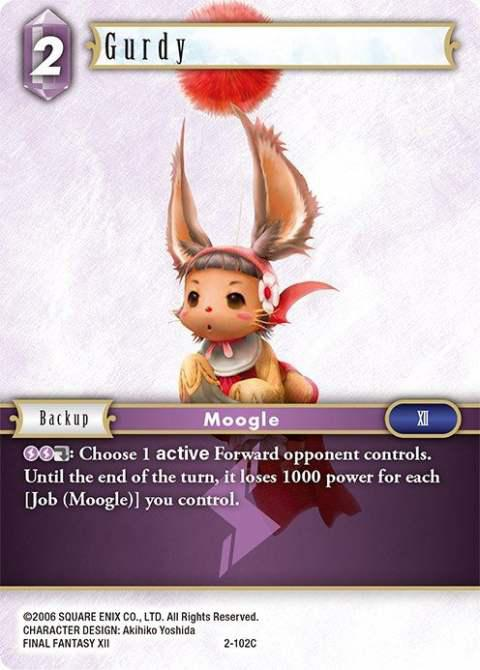 2
Gurdy
Backup
Moogle
XII
: Choose 1 active Forward opponent controls.
Until the end of the turn, it loses 1000 power for each
[Job (Moogle)] you control.
©2006 SQUARE ENIX CO., LTD. All Rights Reserved.
CHARACTER DESIGN: Akihiko Yoshida
FINAL FANTASY XII
2-102C